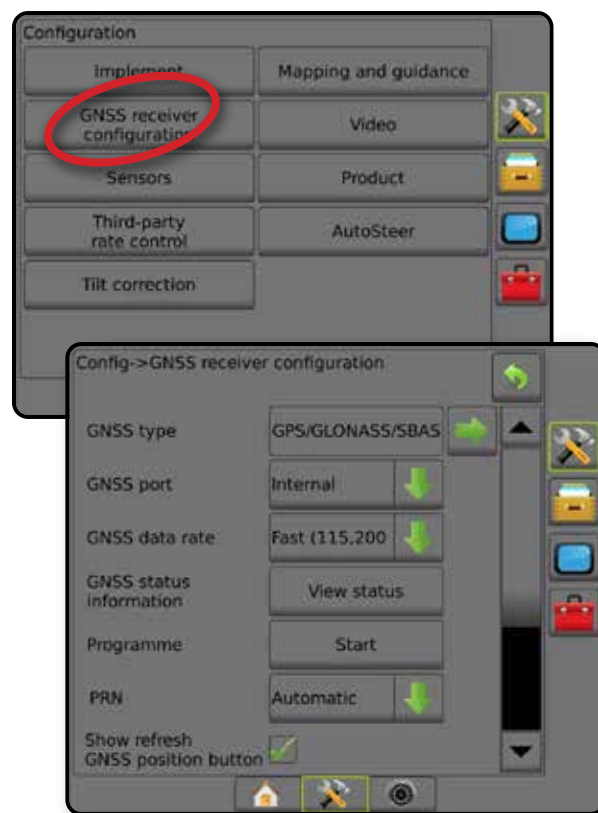 Configuration
Implement
Mapping and guidance
GNSS receiver
configuration
Video
Sensors
Product
Third-party
rate control
AutoSteer
Tilt correction
Config->GNSS receiver configuration
GNSS type
GPS/GLONASS/SBAS
GNSS port
Internal
GNSS data rate
Fast (115,200
GNSS status
information
View status
Programme
Start
PRN
Automatic
Show refresh
GNSS position button